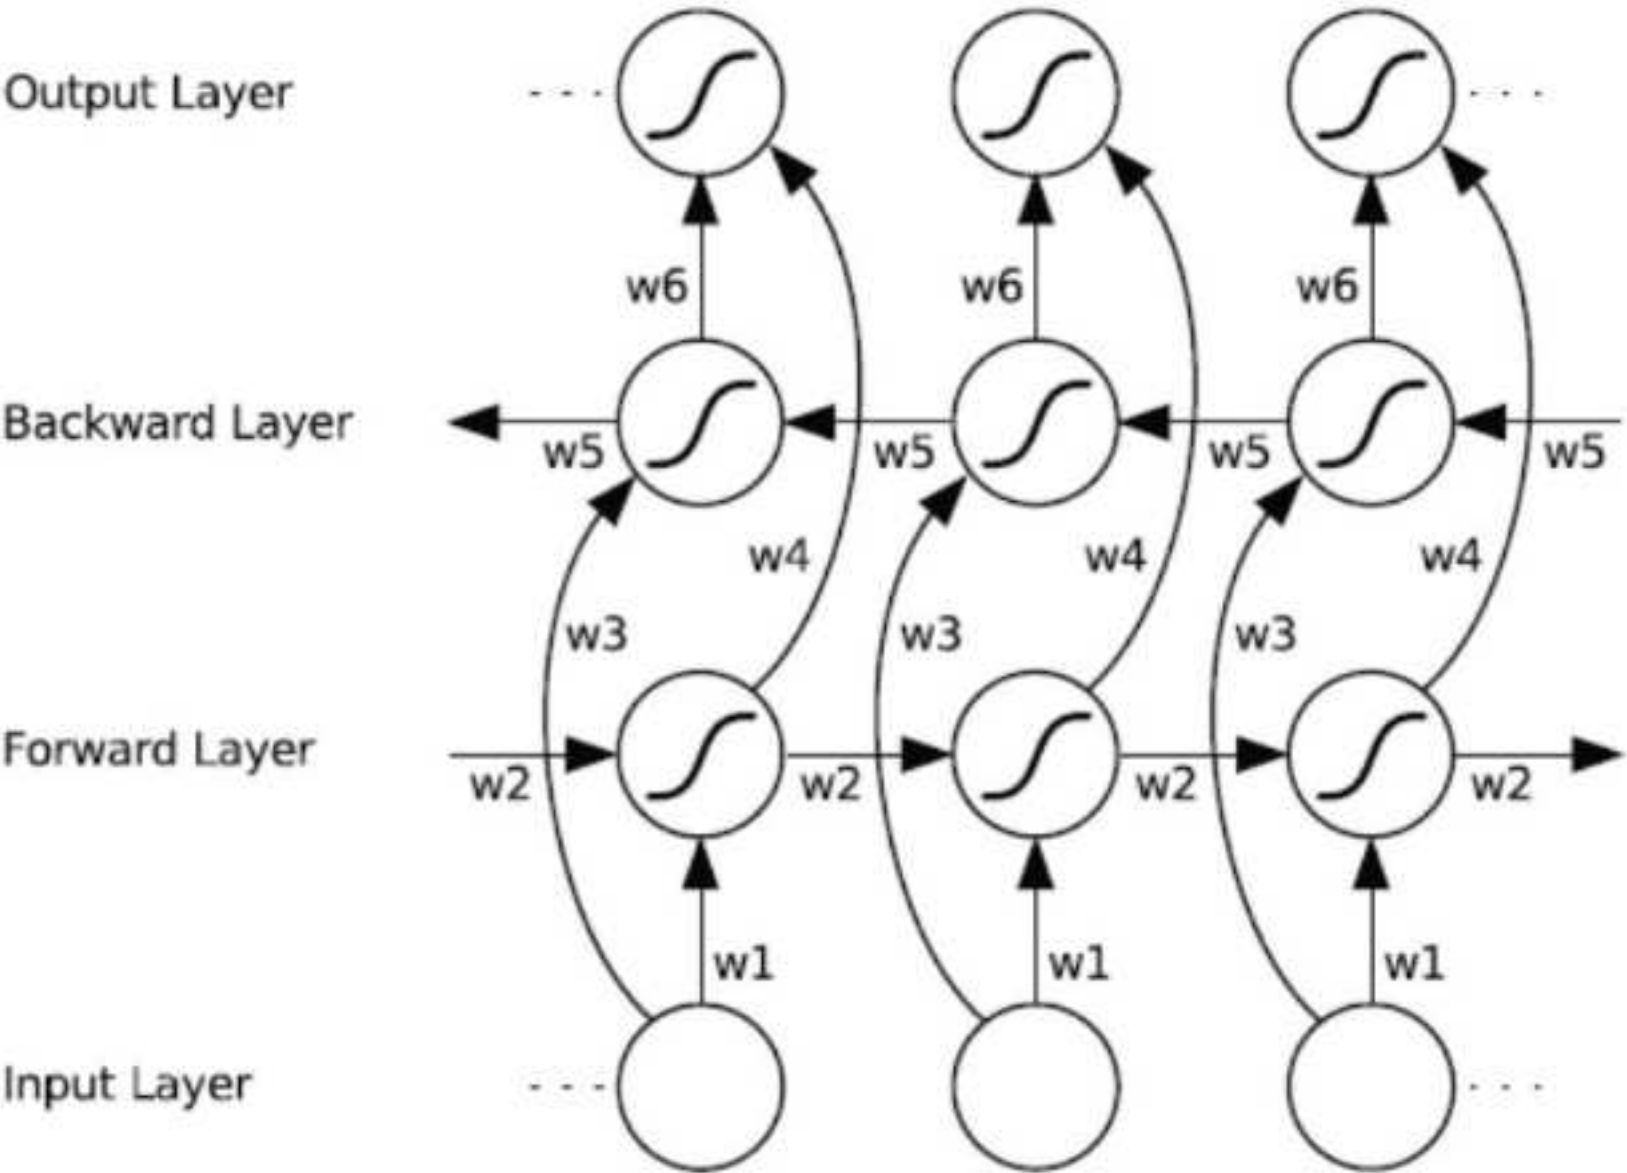 Output Layer
w6 w6 w6
Backward Layer
w5 w5 w5 w5
w4 w4 w4
w3 w3 w3
Forward Layer
w2 w2 w2 w2
w1 w1 w1
Input Layer